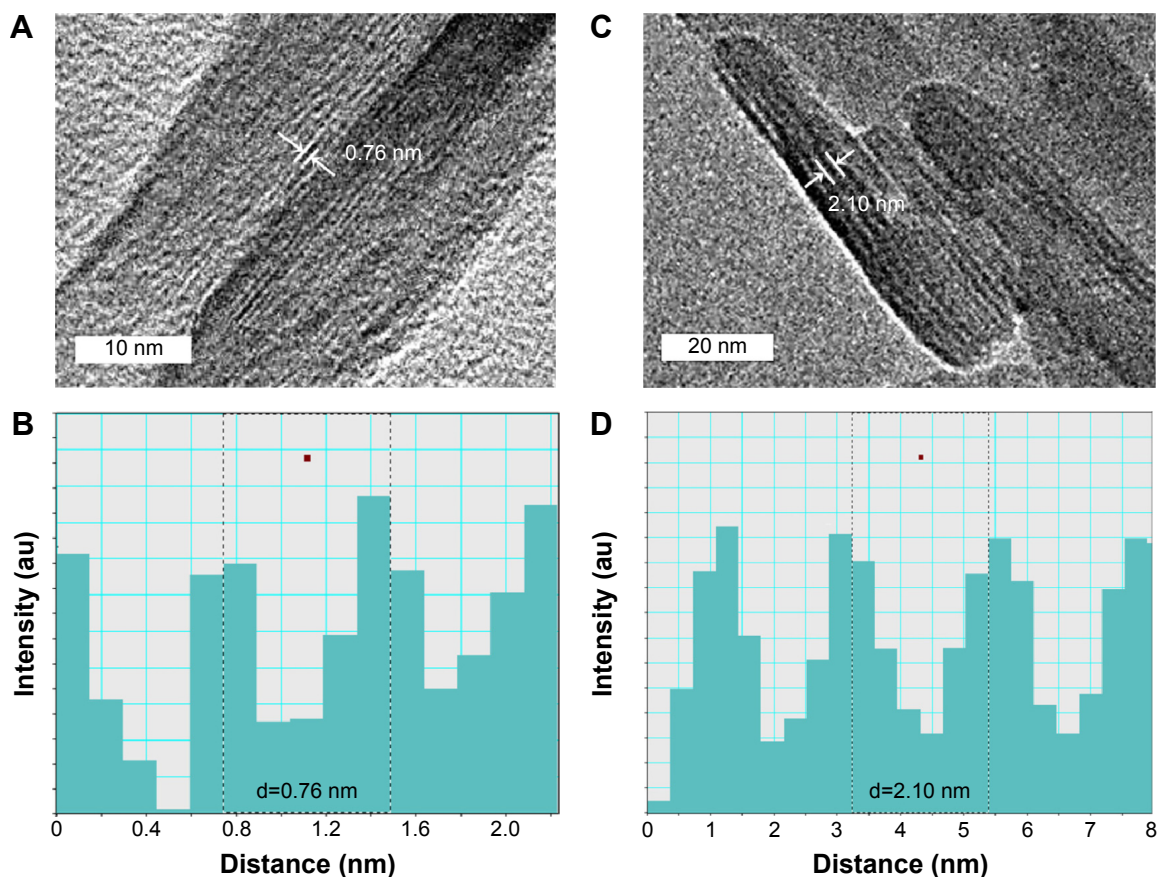 A
0.76 nm
10 nm
C
2.10 nm
20 nm
B
Intensity (au)
d=0.76 nm
0 0.4 0.8 1.2 1.6 2.0
Distance (nm)
D
Intensity (au)
d=2.10 nm
0 1 2 3 4 5 6 7 8
Distance (nm)